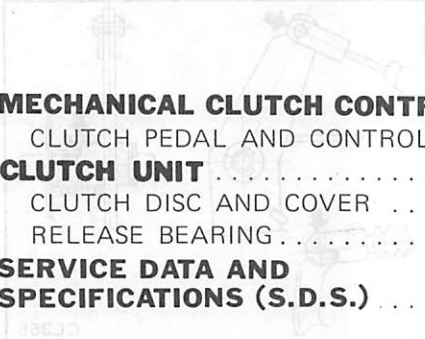 MECHANICAL CLUTCH CONTR
CLUTCH PEDAL AND CONTROL
CLUTCH UNIT ..............
CLUTCH DISC AND COVER ..
RELEASE BEARING.........
SERVICE DATA AND
SPECIFICATIONS (S.D.S.) ...